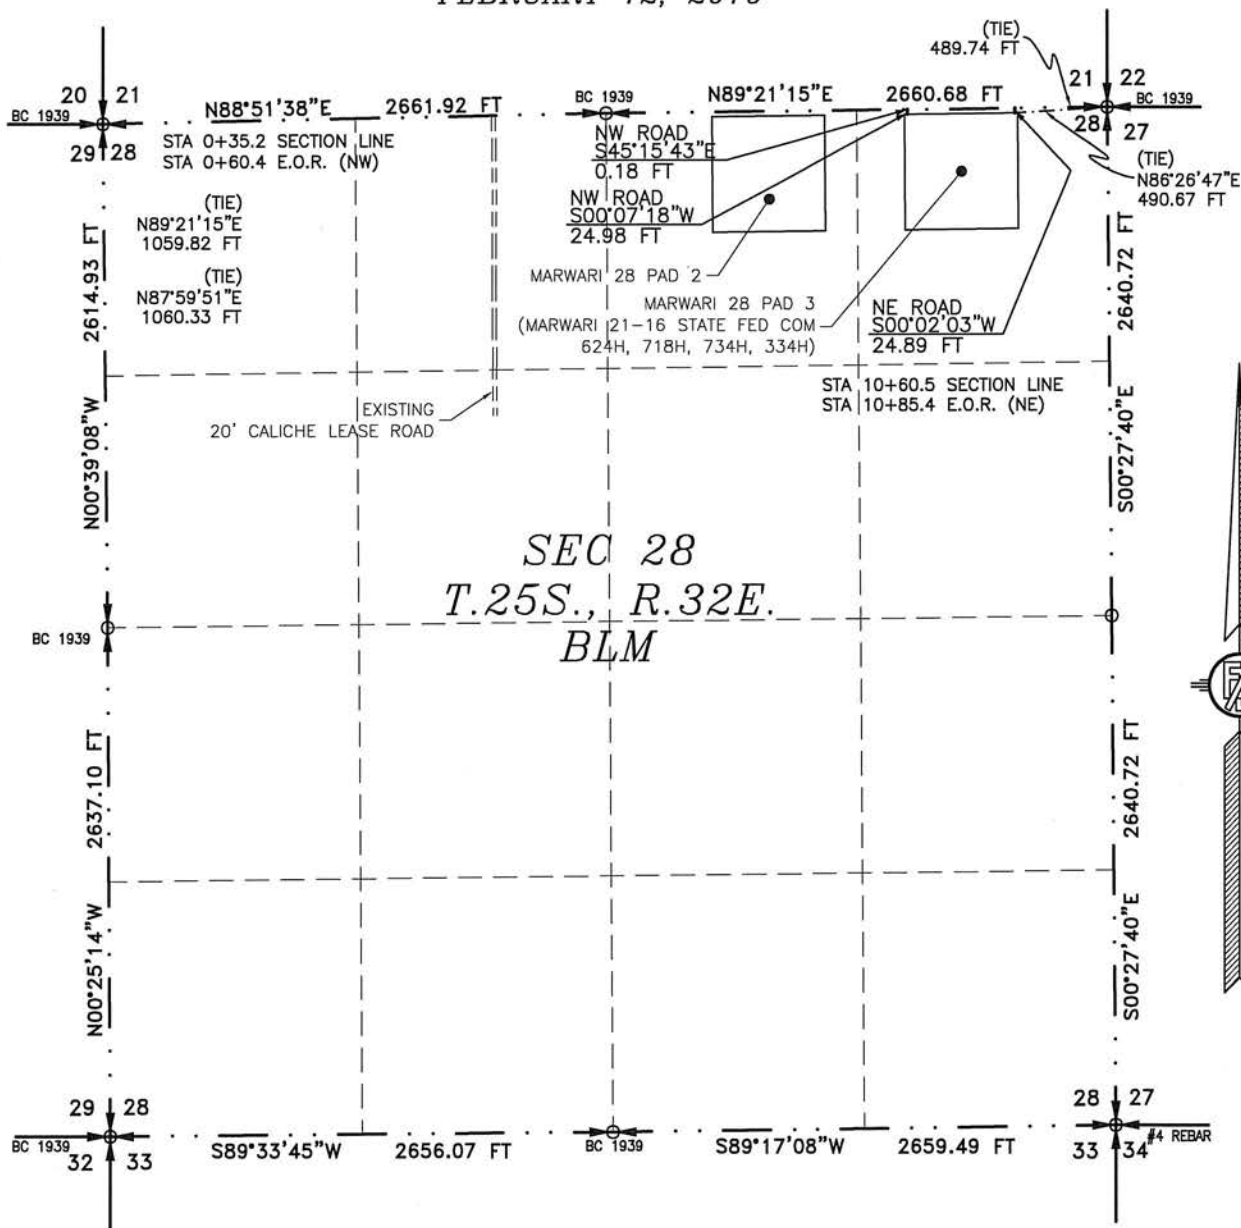 (TIE)
489.74 FT
20 21
21 22
BC 1939
N88°51'38"E 2661.92 FT
BC 1939
N89°21'15"E 2660.68 FT
BC 1939
29 28
28 27
STA 0+35.2 SECTION LINE
STA 0+60.4 E.O.R. (NW)
NW ROAD
S45°15'43"E
0.18 FT
(TIE)
N86°26'47"E
490.67 FT
(TIE)
N89°21'15"E
1059.82 FT
NW ROAD
S00°07'18"W
24.98 FT
(TIE)
N87°59'51"E
1060.33 FT
MARWARI 28 PAD 2
MARWARI 28 PAD 3
(MARWARI 21-16 STATE FED COM
624H, 718H, 734H, 334H)
NE ROAD
S00°02'03"W
24.89 FT
2614.93 FT
2640.72 FT
STA 10+60.5 SECTION LINE
STA 10+85.4 E.O.R. (NE)
EXISTING
20' CALICHE LEASE ROAD
N00°39'08"W
S00°27'40"E
SEC 28
T.25S., R.32E.
BLM
BC 1939
2637.10 FT
2640.72 FT
N00°25'14"W
S00°27'40"E
29 28
28 27
BC 1939
S89°33'45"W 2656.07 FT
BC 1939
S89°17'08"W 2659.49 FT
#4 REBAR
32 33
33 34